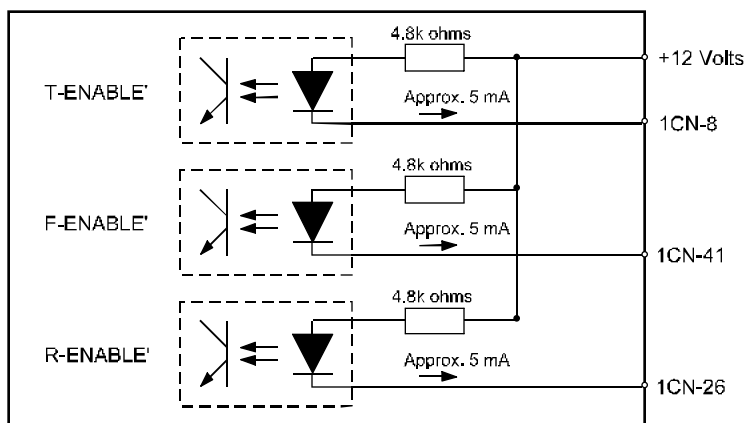 4.8k ohms
+12 Volts
T-ENABLE'
Approx. 5 mA
1CN-8
4.8k ohms
F-ENABLE'
Approx. 5 mA
1CN-41
4.8k ohms
R-ENABLE'
Approx. 5 mA
1CN-26